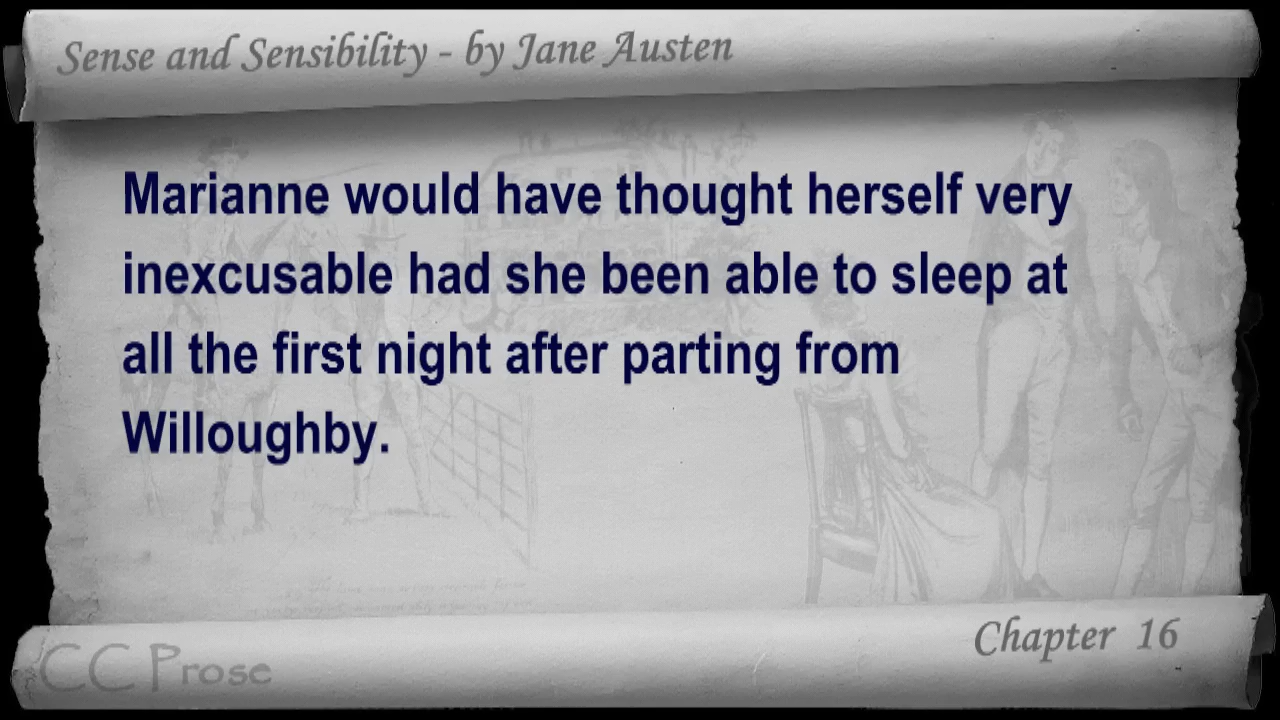 Sense and Sensibility - by Jane Austen
Marianne would have thought herself very
inexcusable had she been able to sleep at
all the first night after parting from
Willoughby.
Chapter 16
CC Prose